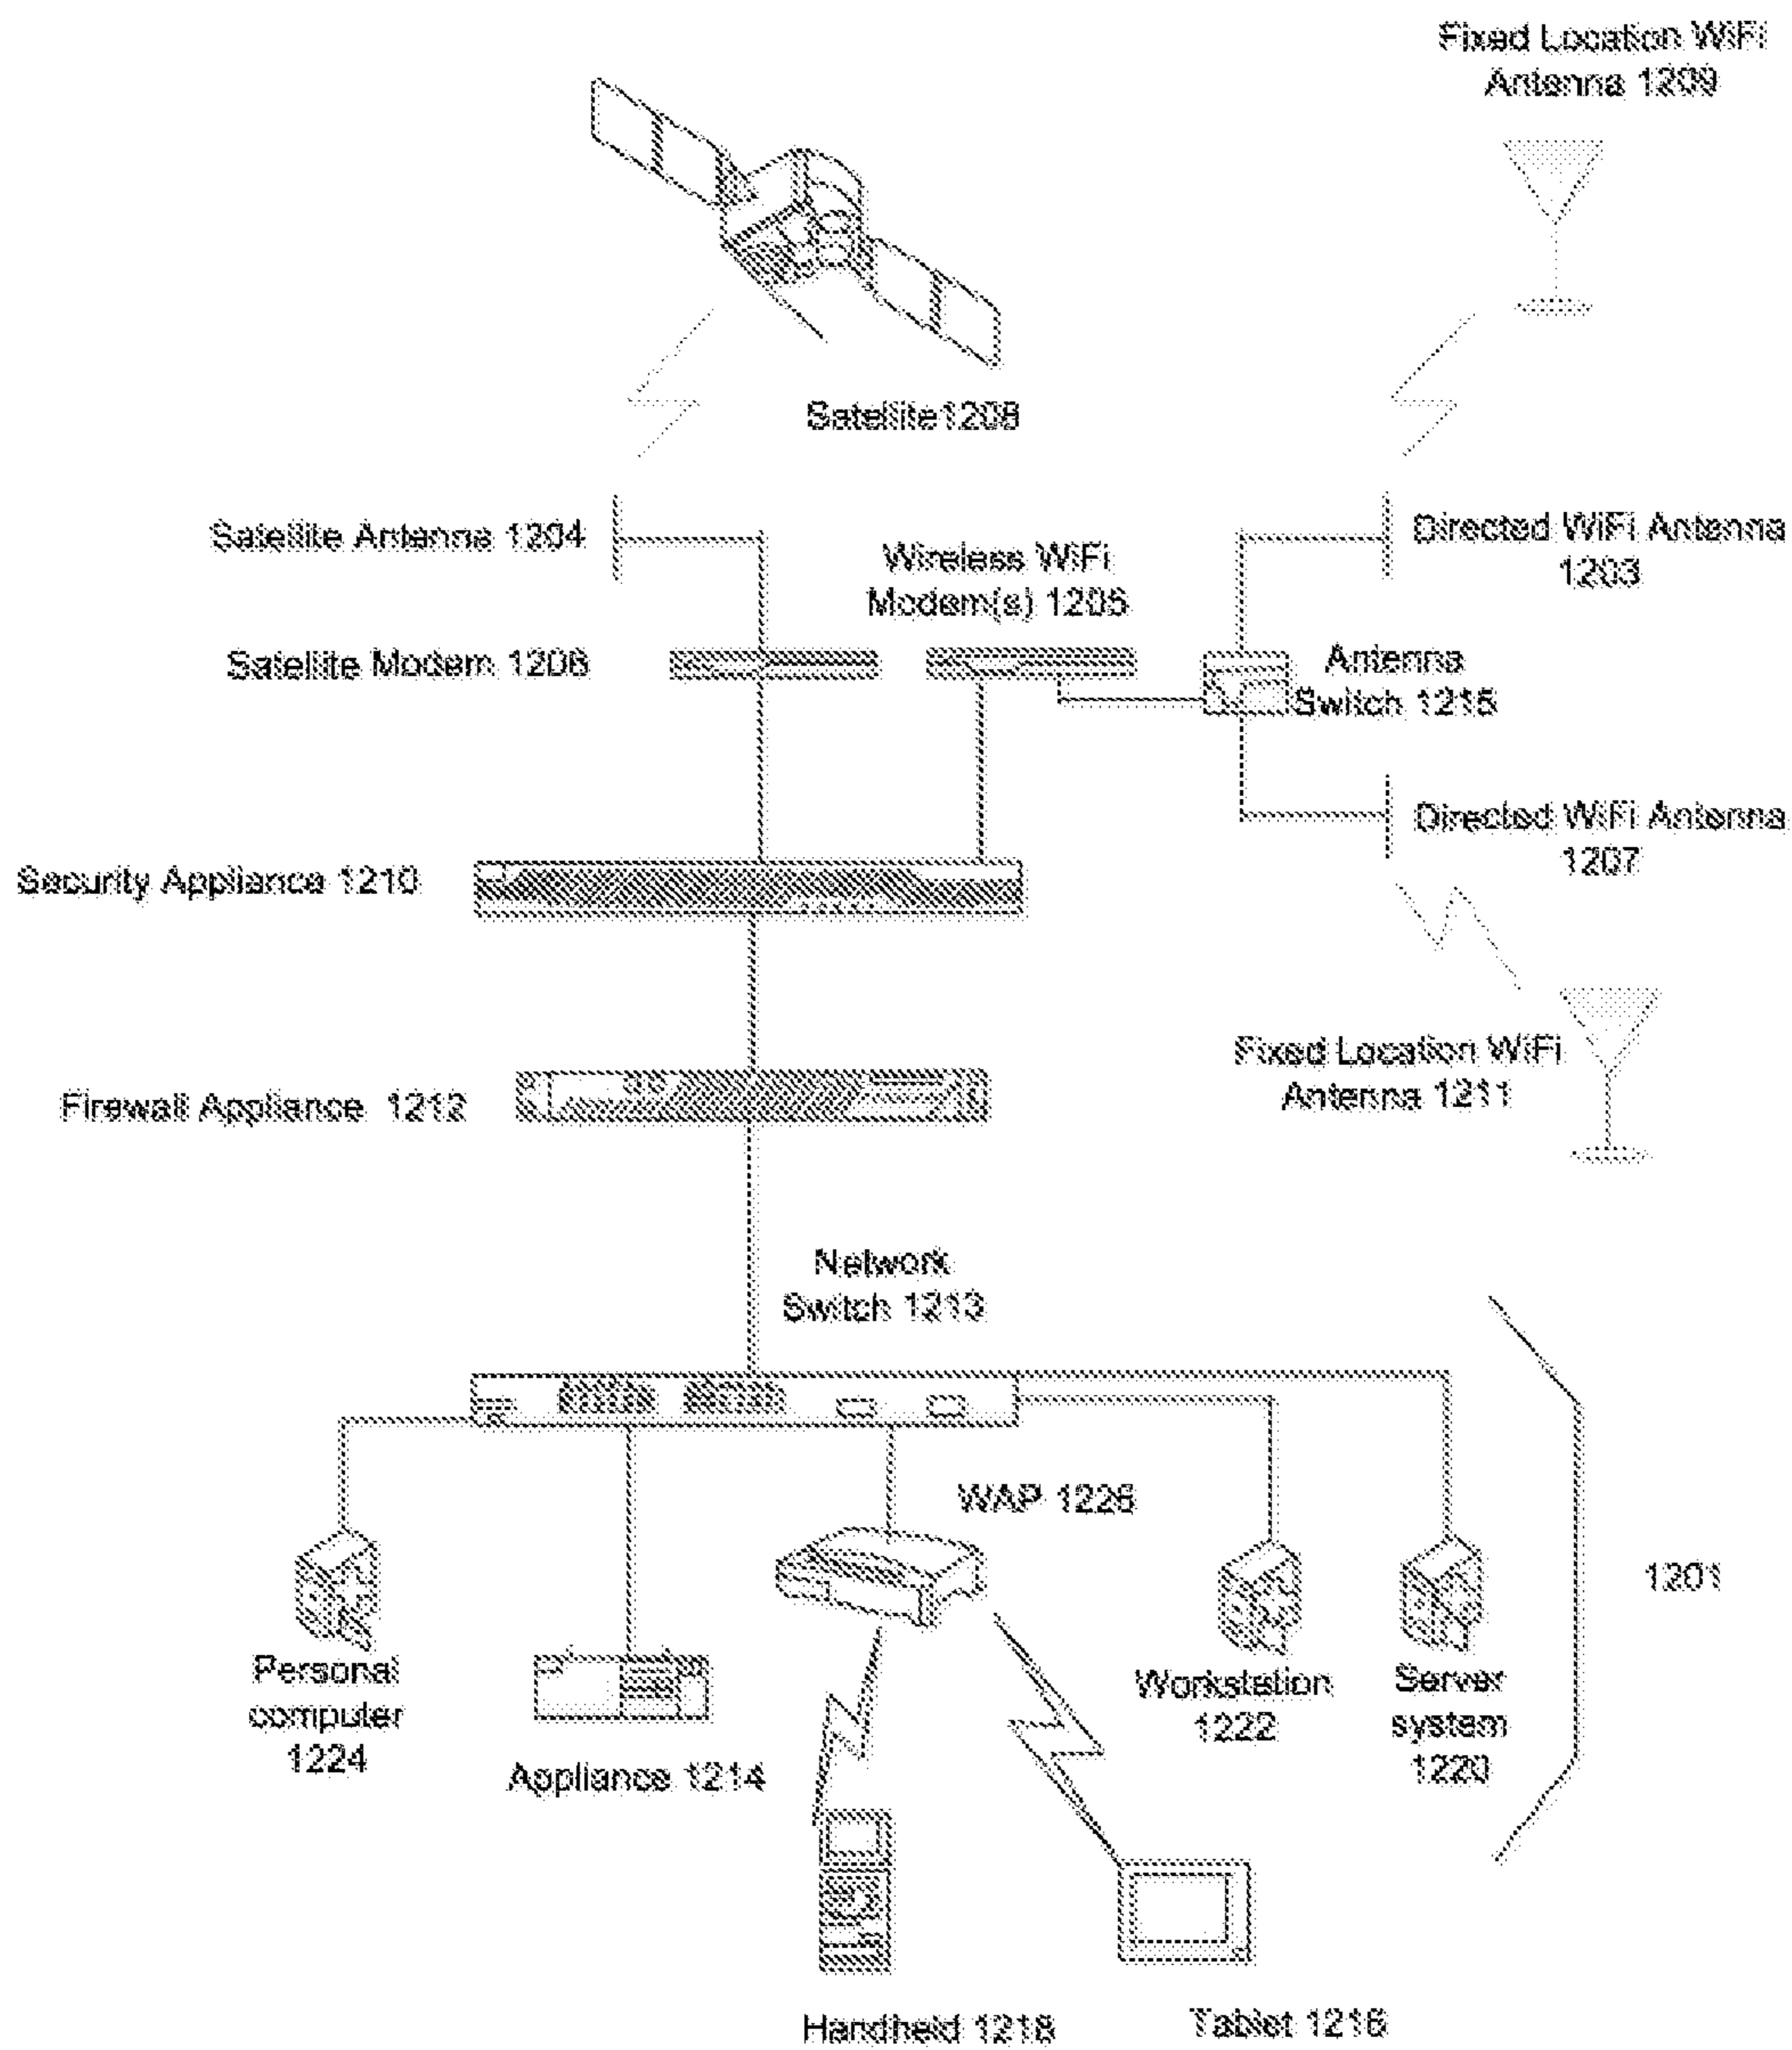 Fixed Location WiFi
Antenna 1209
Satellite1208
Satellite Antenna 1204
Wireless WiFi
Modem(s) 1205
Directed WiFi Antenna
1203
Satellite Modem 1206
Antenna
Switch 1215
Directed WiFi Antenna
1207
Security Appliance 1210
Fixed Location WiFi
Antenna 1211
Firewall Appliance 1212
Network
Switch 1213
WAP 1226
1201
Personal
computer
1224
Appliance 1214
Workstation
1222
Server
system
1220
Handheld 1218
Tablet 1216